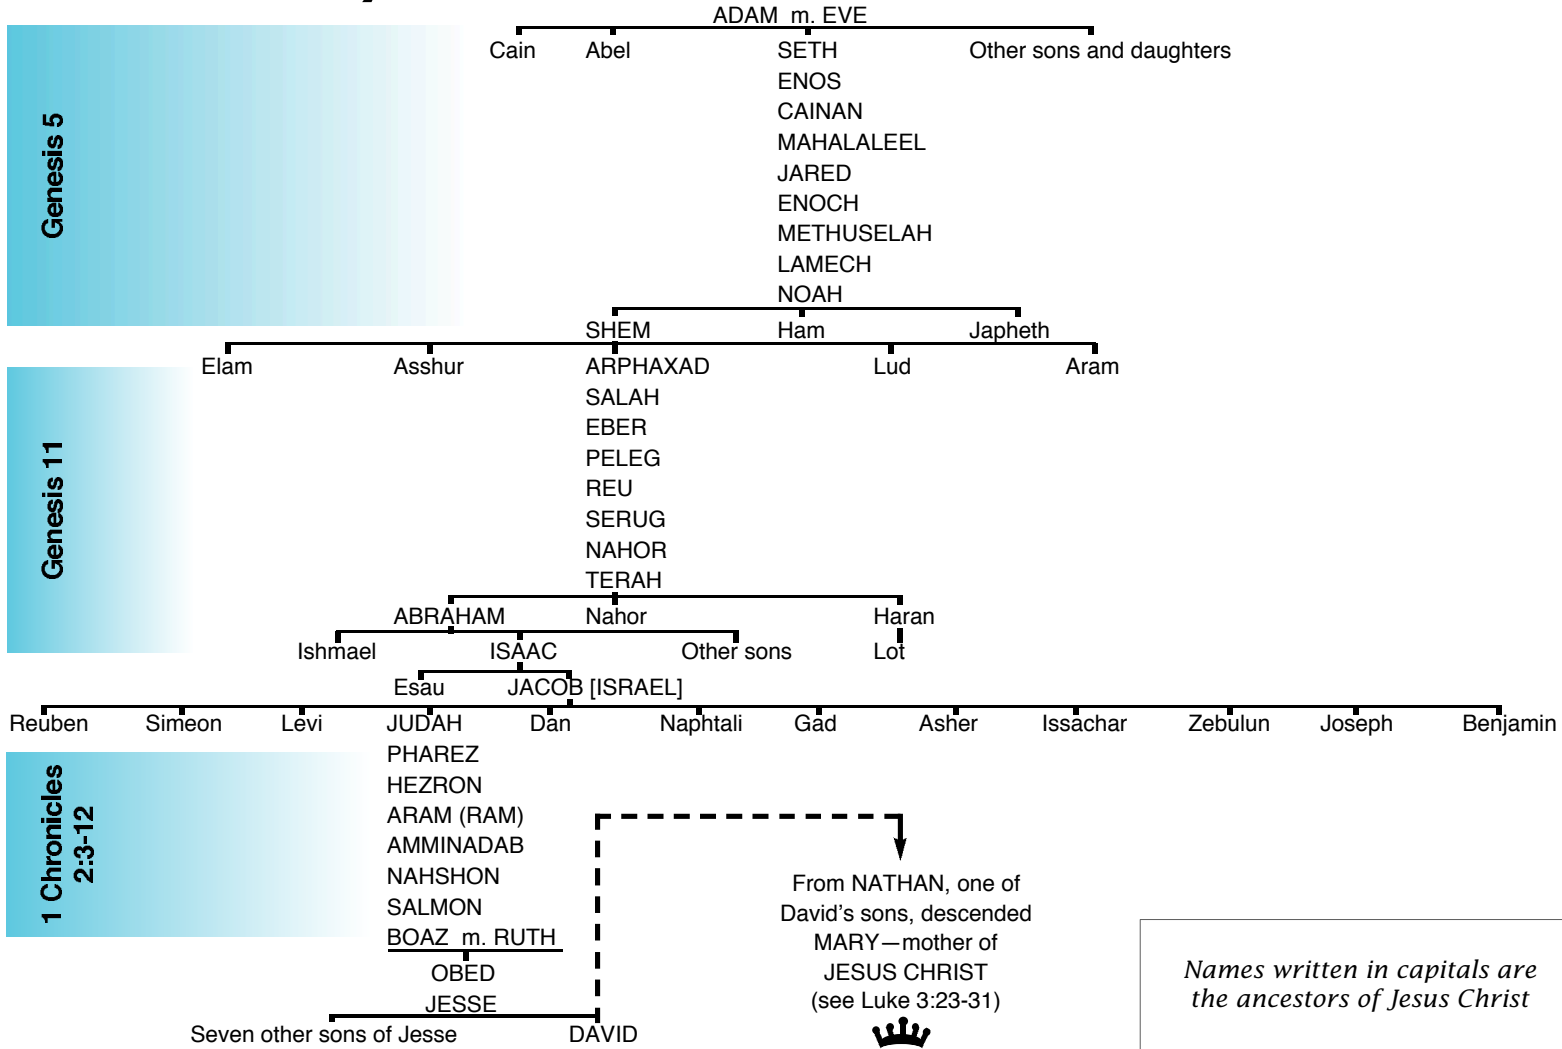 ADAM m. EVE
Cain Abel SETH Other sons and daughters
ENOS
CAINAN
MAHALALEEL
JARED
ENOCH
METHUSELAH
LAMECH
NOAH
Genesis 5
SHEM Ham Japheth
Elam Asshur ARPHAXAD Lud Aram
SALAH
EBER
PELEG
REU
SERUG
NAHOR
TERAH
Genesis 11
ABRAHAM Nahor Haran
Ishmael ISAAC Other sons Lot
Esau JACOB [ISRAEL]
Reuben Simeon Levi JUDAH Dan Naphtali Gad Asher Issachar Zebulun Joseph Benjamin
PHAREZ
HEZRON
ARAM (RAM)
AMMINADAB
NAHSHON
SALMON
BOAZ m. RUTH
OBED
JESSE
Seven other sons of Jesse DAVID
1 Chronicles
2:3-12
From NATHAN, one of
David's sons, descended
MARY—mother of
JESUS CHRIST
(see Luke 3:23-31)
Names written in capitals are
the ancestors of Jesus Christ